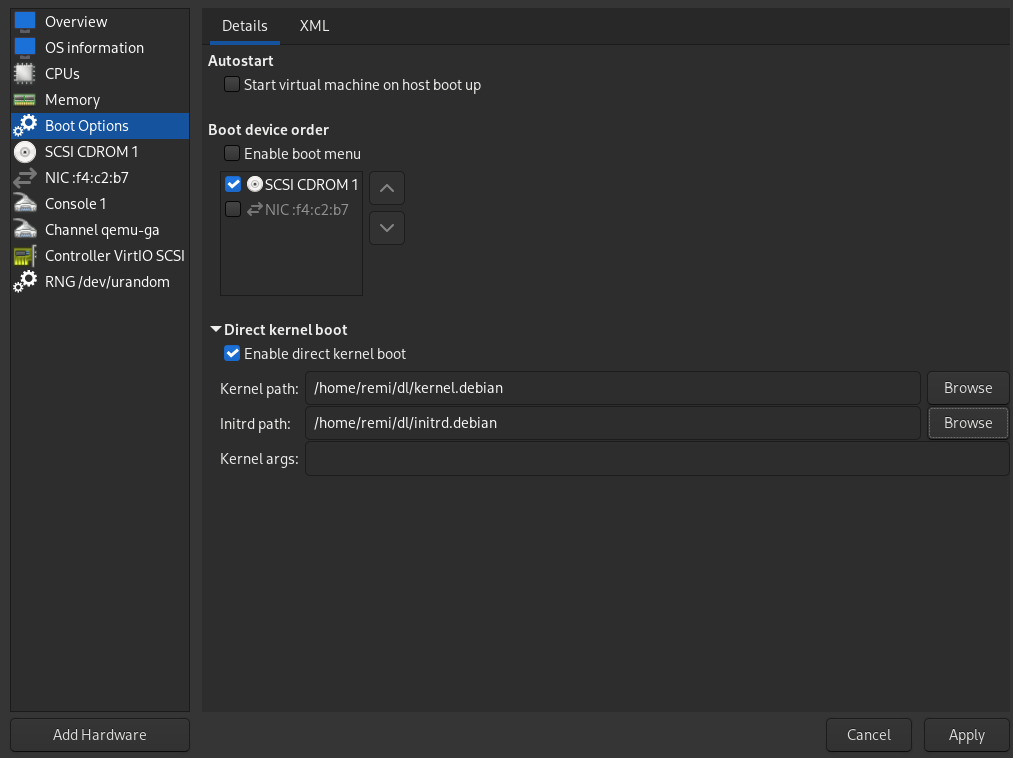 Overview
OS information
CPUs
Memory
Boot Options
SCSI CDROM 1
NIC :f4:c2:b7
Console 1
Channel qemu-ga
Controller VirtIO SCSI
RNG /dev/urandom
Add Hardware
Details XML
Autostart
Start virtual machine on host boot up
Boot device order
Enable boot menu
SCSI CDROM 1
NIC :f4:c2:b7
Direct kernel boot
Enable direct kernel boot
Kernel path: /home/remi/dl/kernel.debian Browse
Initrd path: /home/remi/dl/initrd.debian Browse
Kernel args:
Cancel Apply